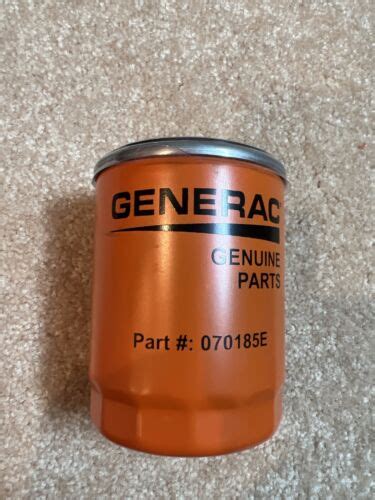 GENERAC
GENUINE
PARTS
Part #: 070185E